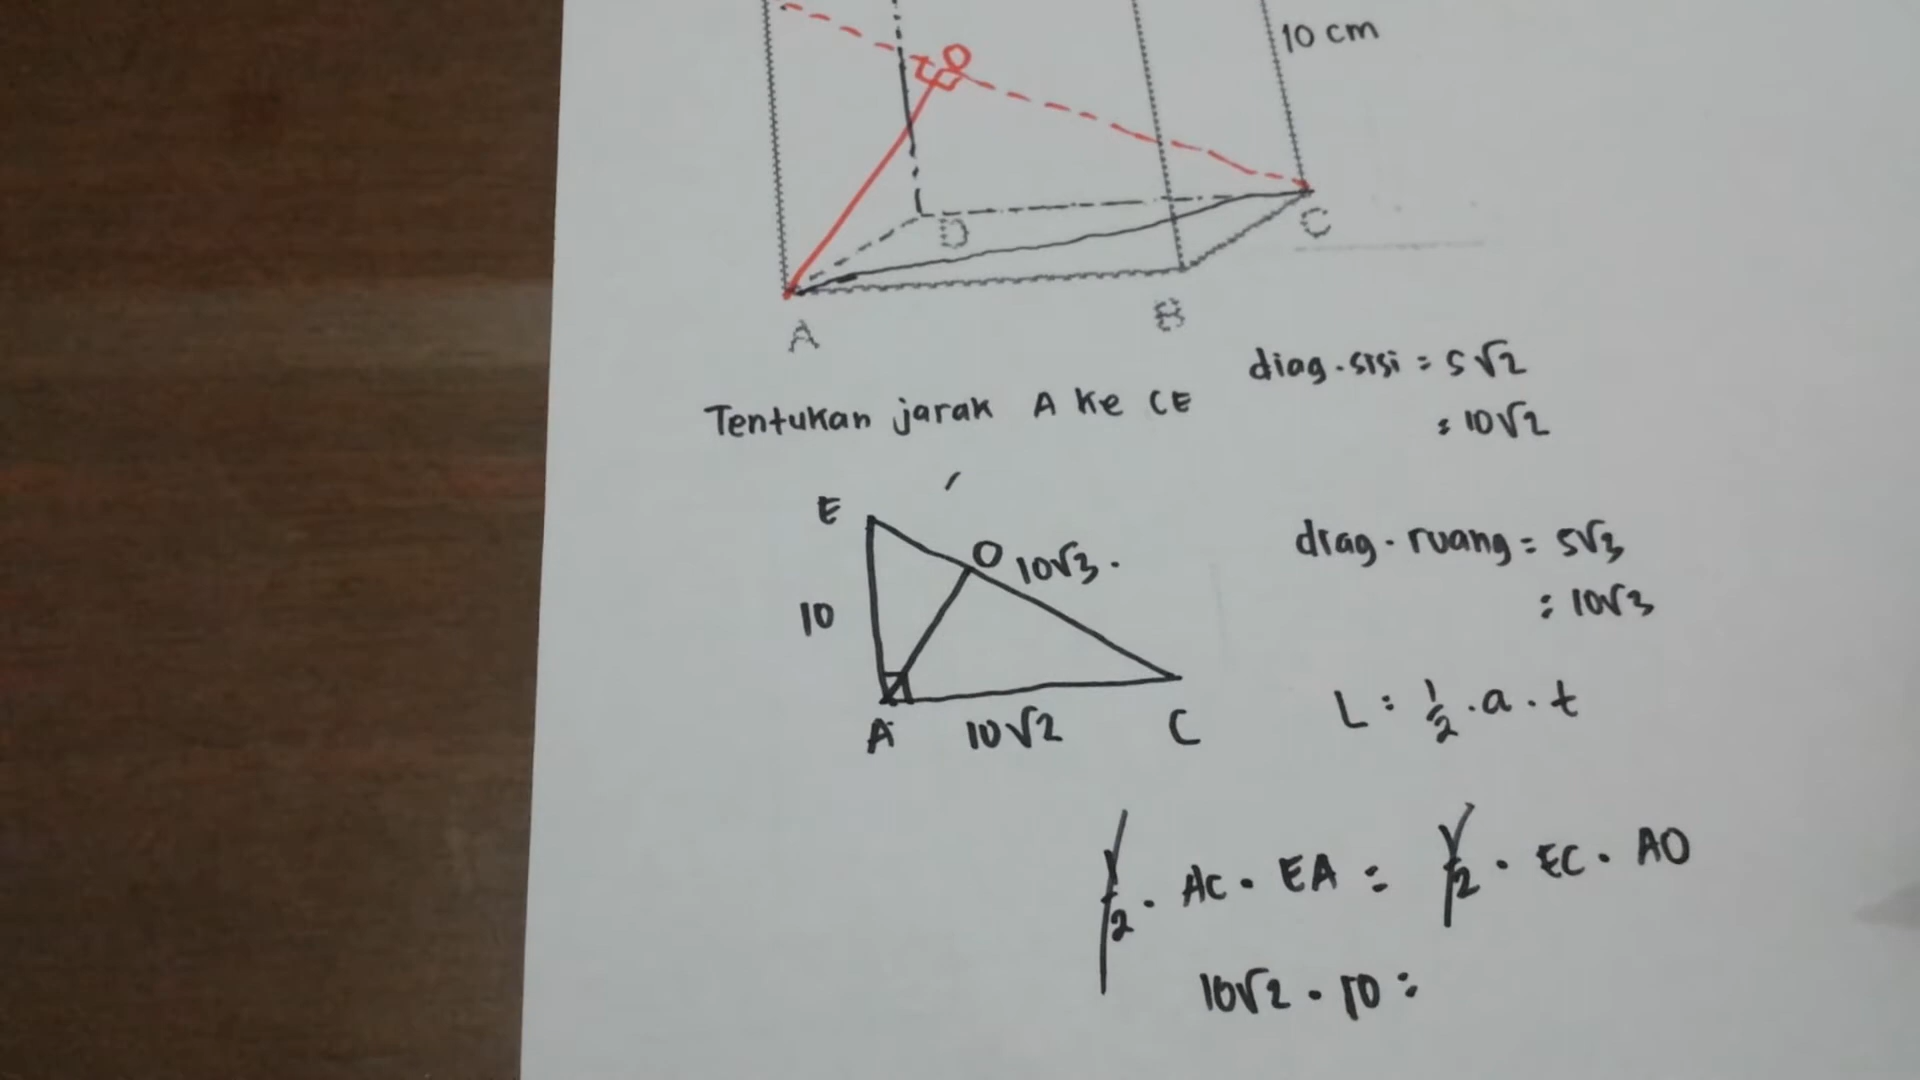 10 cm
O
D
C
A
B
Tentukan jarak A ke CE
diag. sisi = s√2
= 10√2
E
O
10√3.
10
A
10√2
C
diag. ruang = s√3
= 10√3
L = 1/2 . a . t
1/2 . AC . EA = 1/2 . EC . AO
10√2 . 10 =